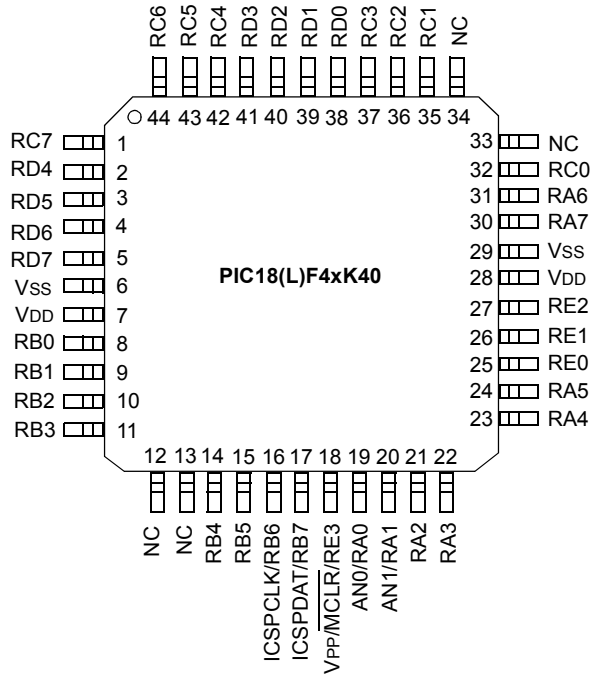 RC6
RC5
RC4
RD3
RD2
RD1
RD0
RC3
RC2
RC1
NC
44 43 42 41 40 39 38 37 36 35 34
RC7 1
RD4 2
RD5 3
RD6 4
RD7 5
VSS 6
VDD 7
RB0 8
RB1 9
RB2 10
RB3 11
PIC18(L)F4xK40
33 NC
32 RC0
31 RA6
30 RA7
29 VSS
28 VDD
27 RE2
26 RE1
25 RE0
24 RA5
23 RA4
12 13 14 15 16 17 18 19 20 21 22
NC
NC
RB4
RB5
ICSPCLK/RB6
ICSPDAT/RB7
VPP/MCLR/RE3
AN0/RA0
AN1/RA1
RA2
RA3